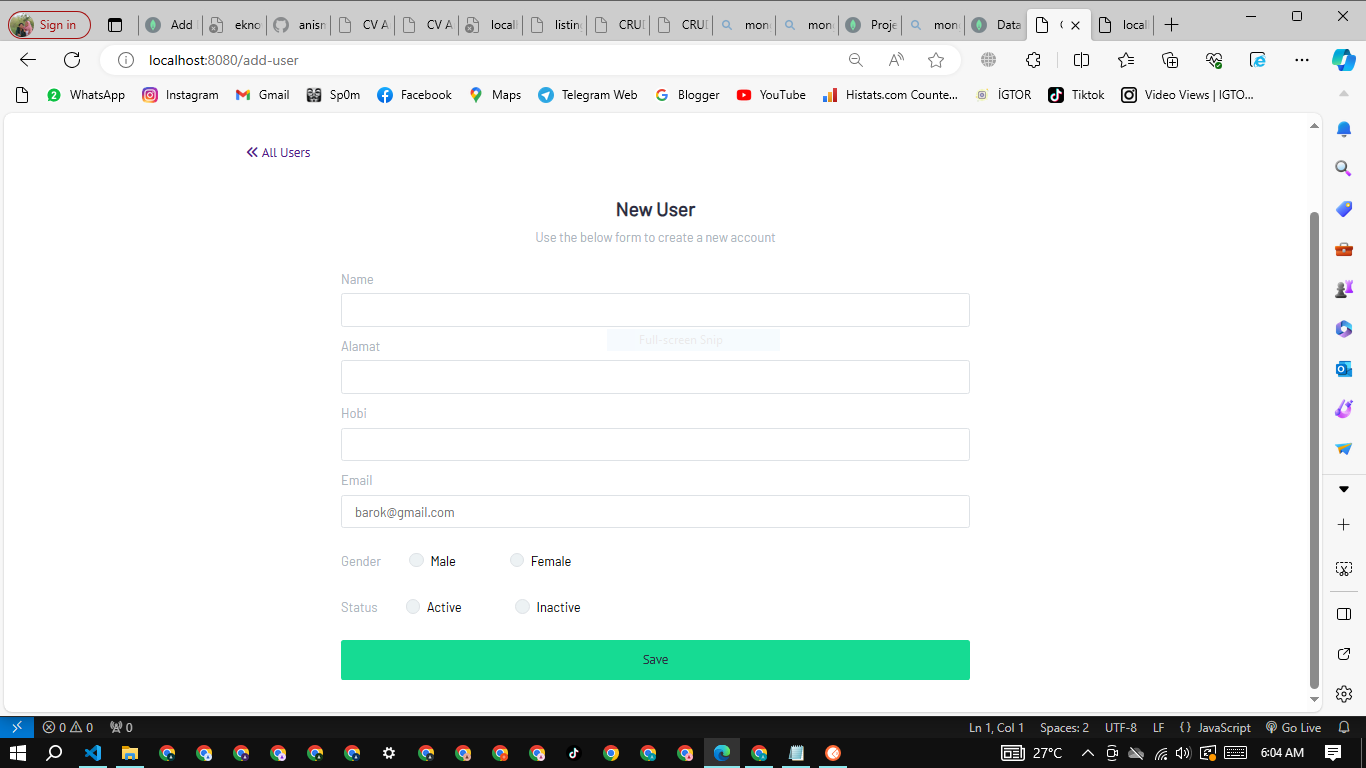 Sign in
Add
ekno
anism
CV A
CV A
locall
listin
CRU
CRU
mon
mon
Proje
mon
Data
local
localhost:8080/add-user
WhatsApp
Instagram
Gmail
Sp0m
Facebook
Maps
Telegram Web
Blogger
YouTube
Histats.com Counte...
İGTOR
Tiktok
Video Views | IGTO...
All Users
New User
Use the below form to create a new account
Name
Full-screen Snip
Alamat
Hobi
Email
barok@gmail.com
Gender Male Female
Status Active Inactive
Save
0 0 0 Ln 1, Col 1 Spaces: 2 UTF-8 LF {} JavaScript Go Live
27°C 6:04 AM